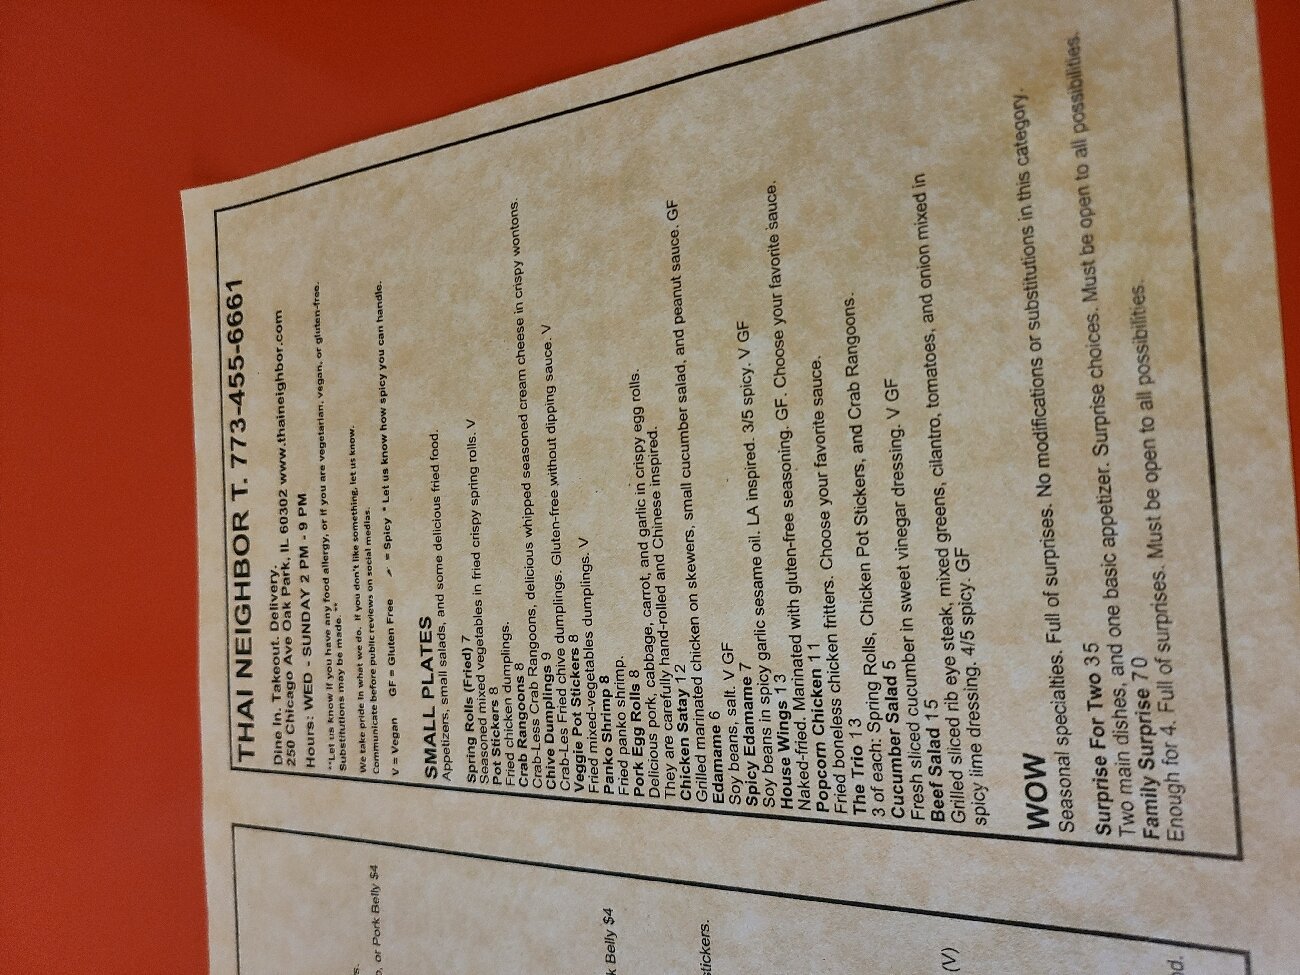 THAI NEIGHBOR T. 773-455-6661
Dine In. Takeout. Delivery.
250 Chicago Ave Oak Park, IL 60302 www.thaineighbor.com
Hours: WED - SUNDAY 2 PM - 9 PM
**Let us know if you have any food allergy, or if you are vegetarian, vegan, or gluten-free.
Substitutions may be made. **
We take pride in what we do. If you don't like something, let us know.
Communicate before public reviews on social medias.
V = Vegan GF = Gluten Free = Spicy * Let us know how spicy you can handle.
SMALL PLATES
Appetizers, small salads, and some delicious fried food.
Spring Rolls (Fried) 7
Seasoned mixed vegetables in fried crispy spring rolls. V
Pot Stickers 8
Fried chicken dumplings.
Crab Rangoons 8
Crab-Less Crab Rangoons, delicious whipped seasoned cream cheese in crispy wontons.
Chive Dumplings 9
Crab-Les Fried chive dumplings. Gluten-free without dipping sauce. V
Veggie Pot Stickers 8
Fried mixed-vegetables dumplings. V
Panko Shrimp 8
Fried panko shrimp.
Pork Egg Rolls 8
Delicious pork, cabbage, carrot, and garlic in crispy egg rolls.
They are carefully hand-rolled and Chinese inspired.
Chicken Satay 12
Grilled marinated chicken on skewers, small cucumber salad, and peanut sauce. GF
Edamame 6
Soy beans, salt. V GF
Spicy Edamame 7
Soy beans in spicy garlic sesame oil. LA inspired. 3/5 spicy. V GF
House Wings 13
Naked-fried. Marinated with gluten-free seasoning. GF. Choose your favorite sauce.
Popcorn Chicken 11
Fried boneless chicken fritters. Choose your favorite sauce.
The Trio 13
3 of each: Spring Rolls, Chicken Pot Stickers, and Crab Rangoons.
Cucumber Salad 5
Fresh sliced cucumber in sweet vinegar dressing. V GF
Beef Salad 15
Grilled sliced rib eye steak, mixed greens, cilantro, tomatoes, and onion mixed in
spicy lime dressing. 4/5 spicy. GF
WOW
Seasonal specialties. Full of surprises. No modifications or substitutions in this category.
Surprise For Two 35
Two main dishes, and one basic appetizer. Surprise choices. Must be open to all possibilities.
Family Surprise 70
Enough for 4. Full of surprises. Must be open to all possibilities.
or Pork Belly $4
Belly $4
(V)